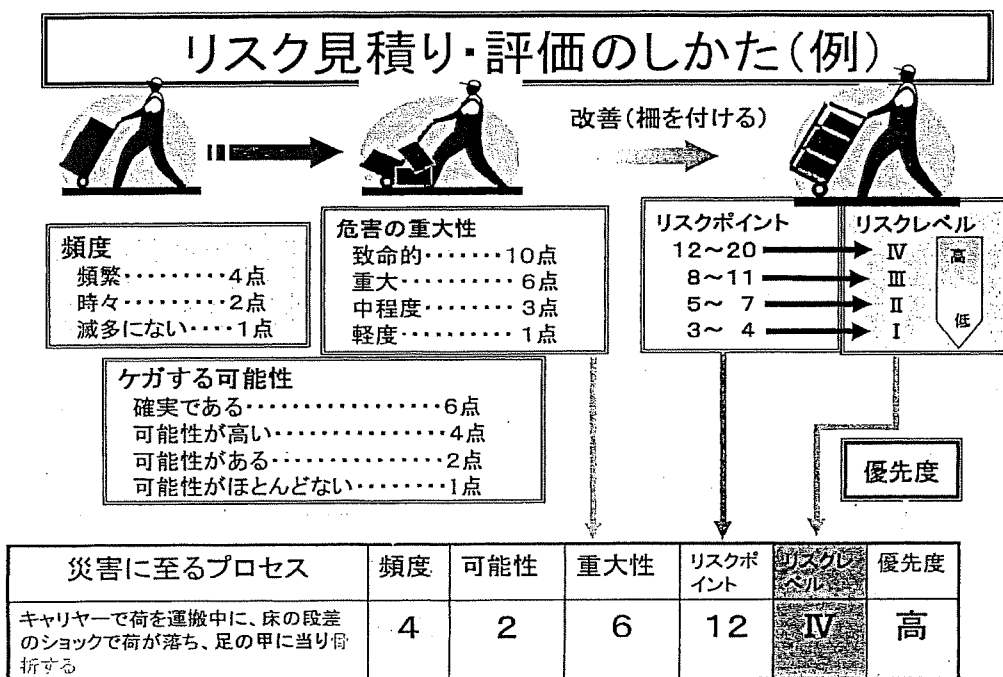 リスク見積り・評価のしかた(例)
改善(柵を付ける)
頻度
頻繁・・・・・・・・・4点
時々・・・・・・・・・2点
滅多にない・・・・1点
危害の重大性
致命的・・・・・・・10点
重大・・・・・・・・・6点
中程度・・・・・・・3点
軽度・・・・・・・・・1点
リスクポイント
12~20
8~11
5~ 7
3~ 4
リスクレベル
Ⅳ
Ⅲ
Ⅱ
Ⅰ
高
低
ケガする可能性
確実である・・・・・・・・・・・・・・・・・6点
可能性が高い・・・・・・・・・・・・・・・4点
可能性がある・・・・・・・・・・・・・・・2点
可能性がほとんどない・・・・・・・・1点
優先度
災害に至るプロセス 頻度 可能性 重大性 リスクポイント リスクレベル 優先度
キャリヤーで荷を運搬中に、床の段差
のショックで荷が落ち、足の甲に当り骨
折する
4 2 6 12 Ⅳ 高